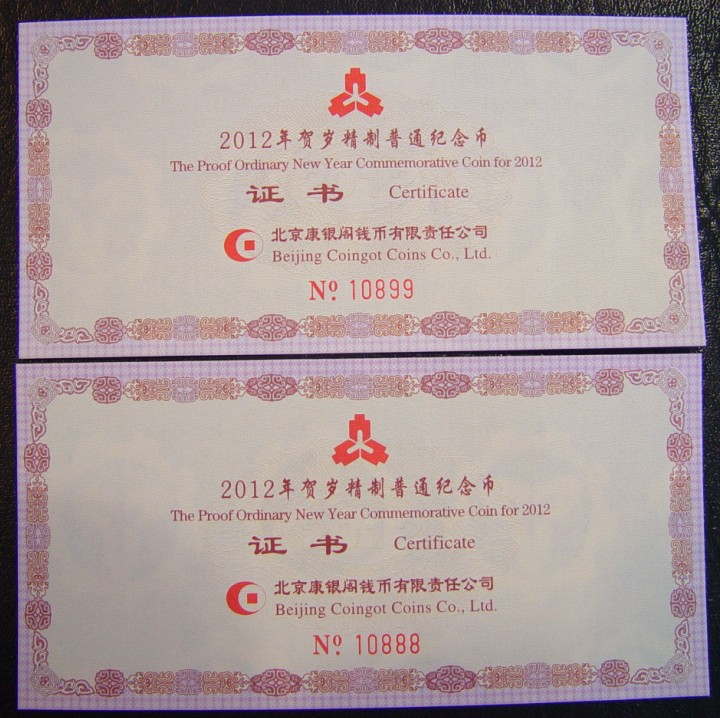 2012年贺岁精制普通纪念币
The Proof Ordinary New Year Commemorative Coin for 2012
证书 Certificate
北京康银阁钱币有限责任公司
Beijing Coingot Coins Co., Ltd.
Nº 10899
2012年贺岁精制普通纪念币
The Proof Ordinary New Year Commemorative Coin for 2012
证书 Certificate
北京康银阁钱币有限责任公司
Beijing Coingot Coins Co., Ltd.
Nº 10888